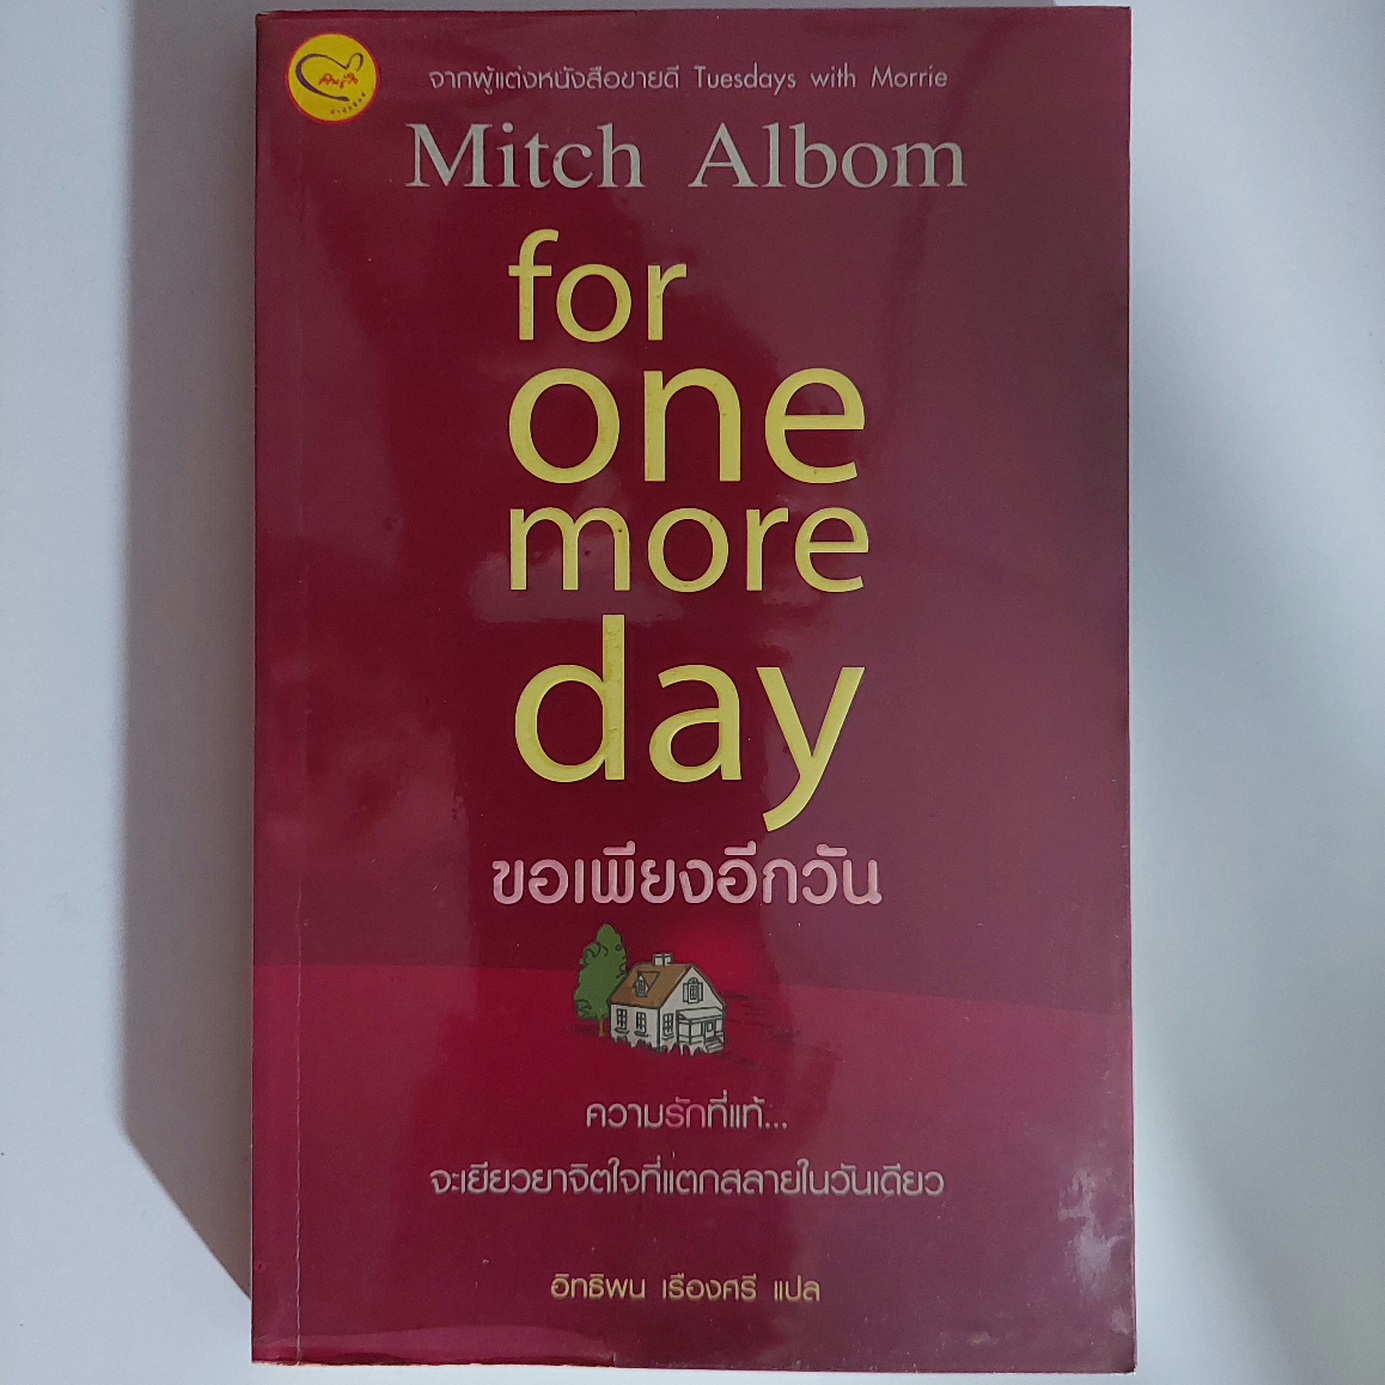 จากผู้แต่งหนังสือขายดี Tuesdays with Morrie
Mitch Albom
for
one
more
day
ขอเพียงอีกวัน
ความรักที่แท้...
จะเยียวยาจิตใจที่แตกสลายในวันเดียว
อิทธิพน เรืองศรี แปล